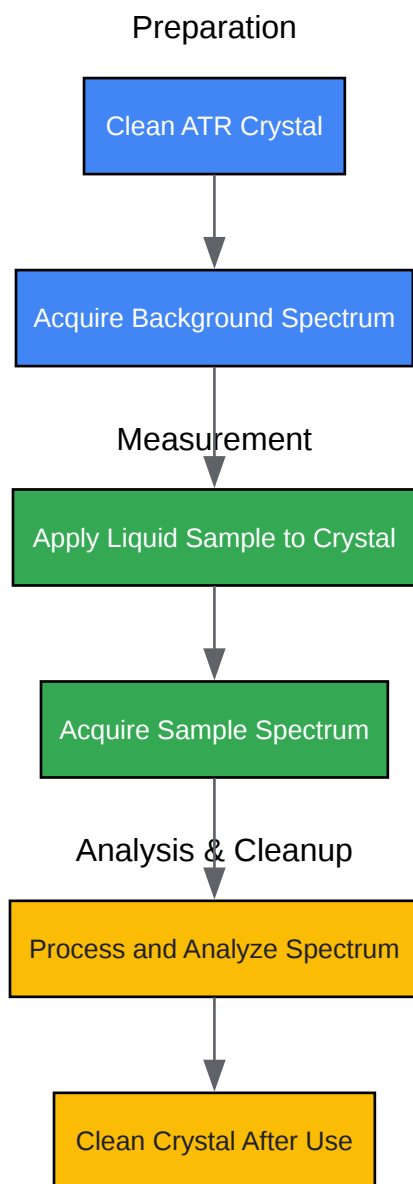 Preparation
Clean ATR Crystal
Acquire Background Spectrum
Measurement
Apply Liquid Sample to Crystal
Acquire Sample Spectrum
Analysis & Cleanup
Process and Analyze Spectrum
Clean Crystal After Use